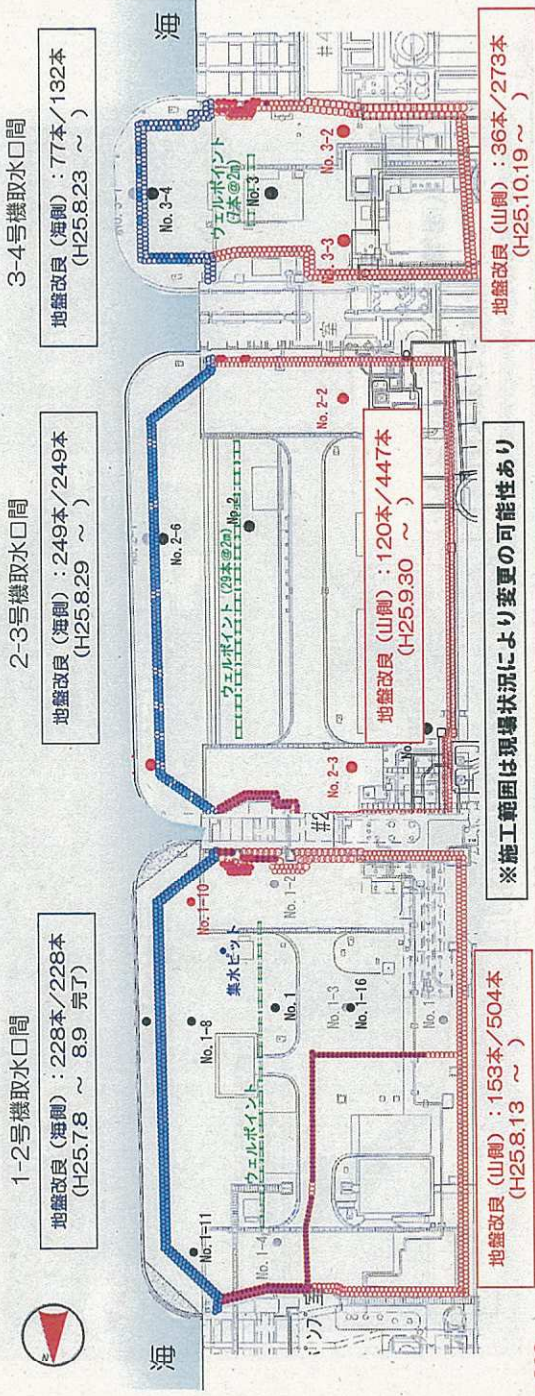 1-2号機取水口間
地盤改良（海側）：228本/228本
（H25.7.8 ～ 8.9 完了）
2-3号機取水口間
地盤改良（海側）：249本/249本
（H25.8.29 ～ ）
3-4号機取水口間
地盤改良（海側）：77本/132本
（H25.8.23 ～ ）
N
海
海
No.1-11
No.1-8
No.1-10
集水ピット
ウェルポイント
No.1-4
No.1
No.1-2
No.1-3
No.1-16
#2
No.2-6
ウェルポイント（29本@2m）
No.2
No.2-3
No.2-2
No.3-4
ウェルポイント
（7本@2m）
No.3
No.3-3
No.3-2
#4
室
地盤改良（山側）：153本/504本
（H25.8.13 ～ ）
地盤改良（山側）：120本/447本
（H25.9.30 ～ ）
地盤改良（山側）：36本/273本
（H25.10.19 ～ ）
※施工範囲は現場状況により変更の可能性あり